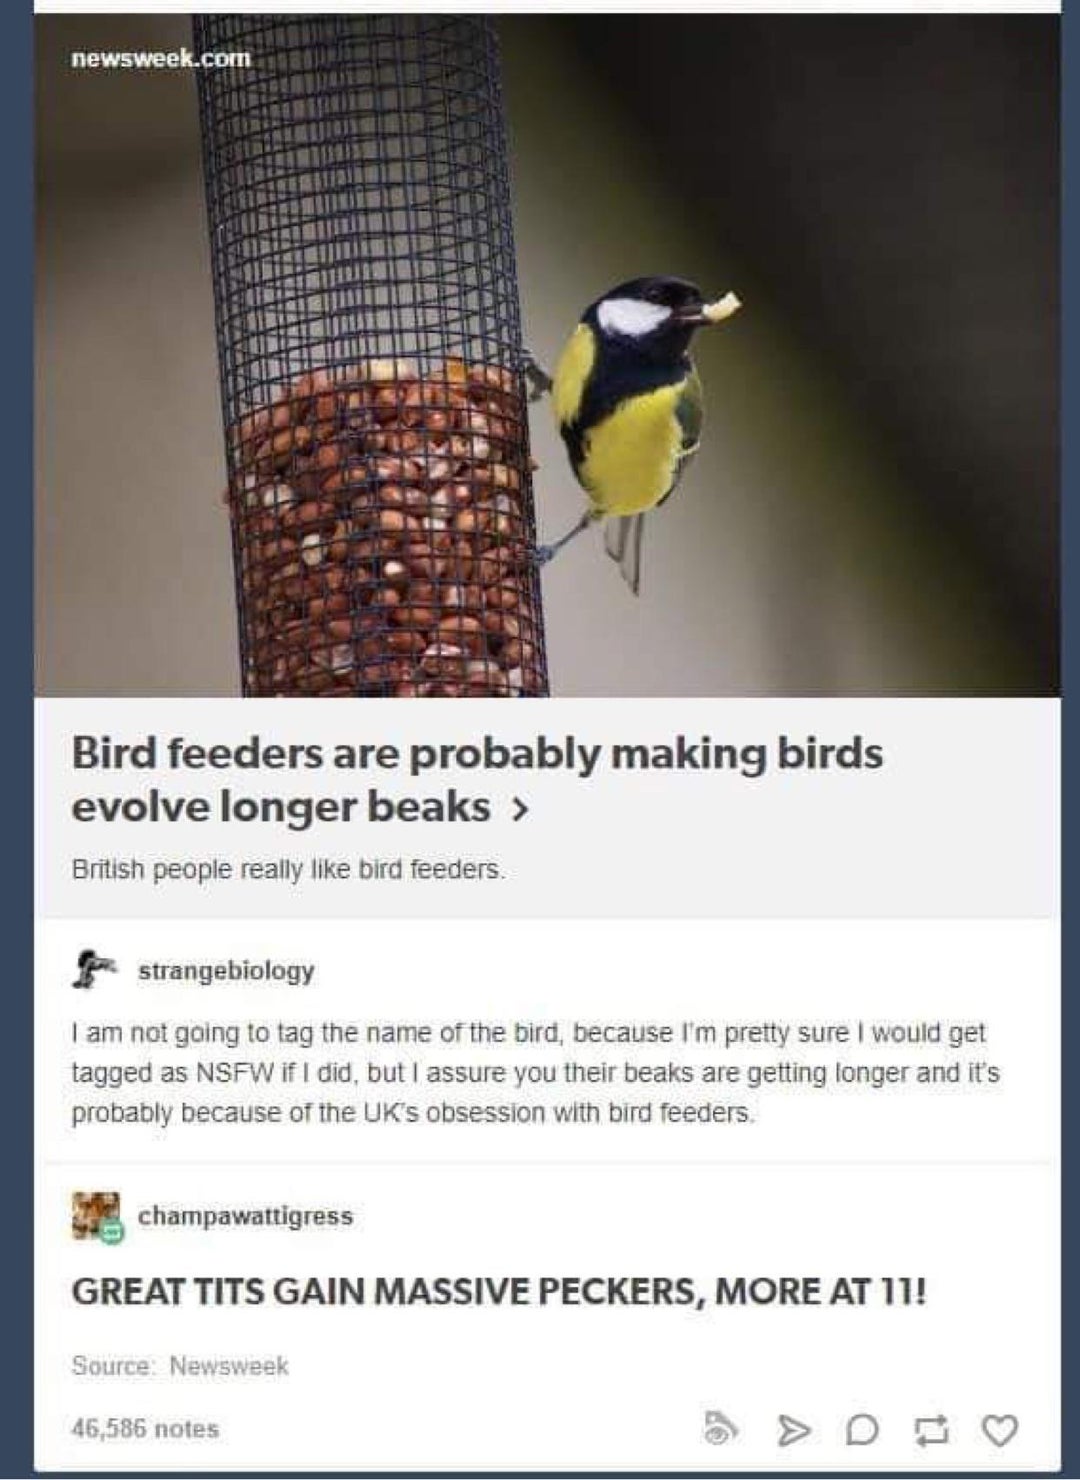 newsweek.com
Bird feeders are probably making birds
evolve longer beaks >
British people really like bird feeders.
strangebiology
I am not going to tag the name of the bird, because I'm pretty sure I would get
tagged as NSFW if I did, but I assure you their beaks are getting longer and it's
probably because of the UK's obsession with bird feeders.
champawattigress
GREAT TITS GAIN MASSIVE PECKERS, MORE AT 11!
Source: Newsweek
46,586 notes